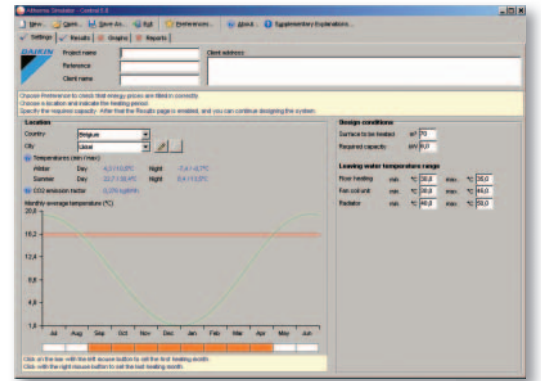 Altherma Simulator - Control 5.0
New... Open... Save As... Exit Preferences... About... Supplementary Explanations...
Settings Results Graphs Reports
DAIKIN
Project name
Client address
Reference
Client name
Choose Preference to check that energy prices are filled in correctly.
Choose a location and indicate the heating period.
Specify the required capacity. After that the Results page is enabled, and you can continue designing the system.
Location
Country Belgium
City Ukkel
Temperatures (min / max)
Winter Day Night
Summer Day Night
CO2 emission factor
Monthly average temperature (°C)
20,8
12,4
1,0
Jul Aug Sep Oct Nov Dec Jan Feb Mar Apr May Jun
Click on the bar with the left mouse button to set the first heating month.
Click with the right mouse button to set the last heating month.
Design conditions
Surface to be heated m² 70
Required capacity kW
Leaving water temperature range
Floor heating min. °C 30,0 max. °C 35,0
Fan coil unit min. °C max. °C
Radiator min. °C 40,0 max. °C 50,0